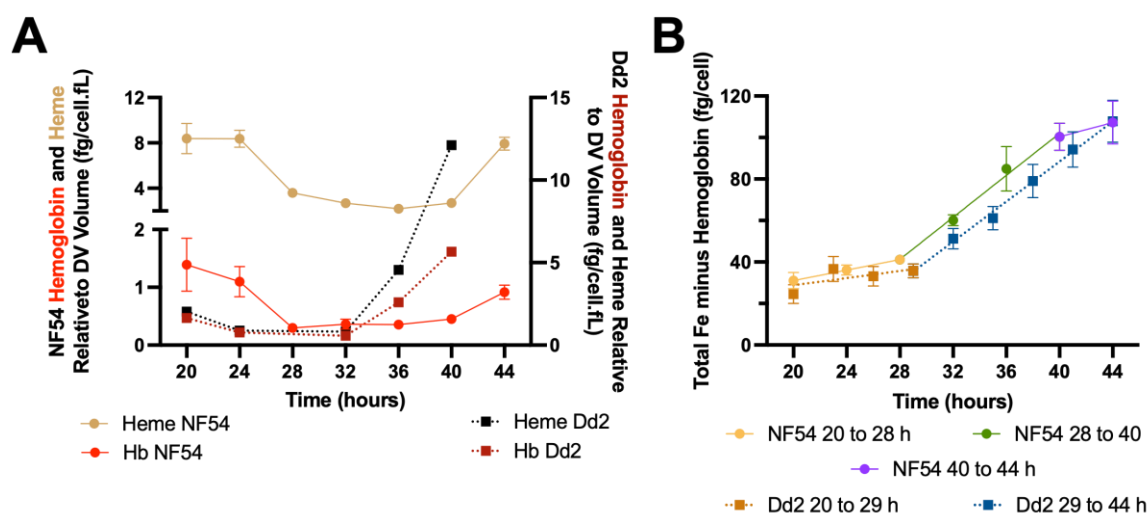 A
B
NF54 Hemoglobin and Heme
Relativeto DV Volume (fg/cell.fL)
12
8
4
2
1
0
15
10
5
0
Dd2 Hemoglobin and Heme Relative
to DV Volume (fg/cell.fL)
20 24 28 32 36 40 44
Time (hours)
Heme NF54
Hb NF54
Heme Dd2
Hb Dd2
Total Fe minus Hemoglobin (fg/cell)
120
80
40
0
20 24 28 32 36 40 44
Time (hours)
NF54 20 to 28 h
NF54 28 to 40
NF54 40 to 44 h
Dd2 20 to 29 h
Dd2 29 to 44 h